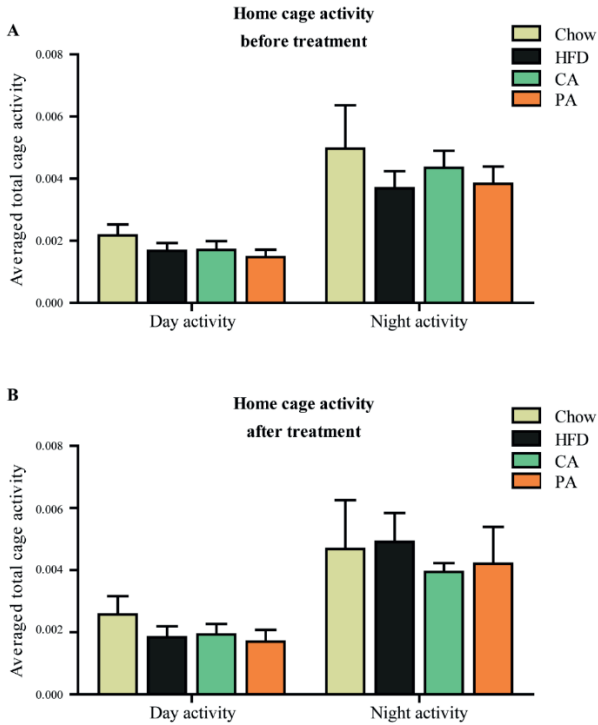 A
Home cage activity
before treatment
Chow
HFD
CA
PA
Averaged total cage activity
0.008
0.006
0.004
0.002
0.000
Day activity
Night activity
B
Home cage activity
after treatment
Chow
HFD
CA
PA
Averaged total cage activity
0.008
0.006
0.004
0.002
0.000
Day activity
Night activity